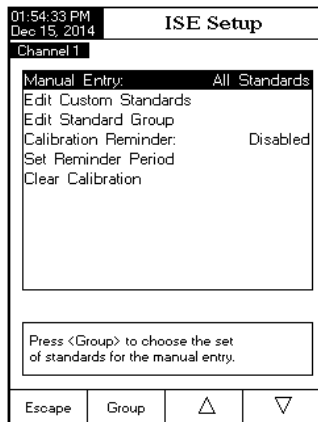 01:54:33 PM
Dec 15, 2014
ISE Setup
Channel 1
Manual Entry: All Standards
Edit Custom Standards
Edit Standard Group
Calibration Reminder: Disabled
Set Reminder Period
Clear Calibration
Press <Group> to choose the set
of standards for the manual entry.
Escape Group △ ▽